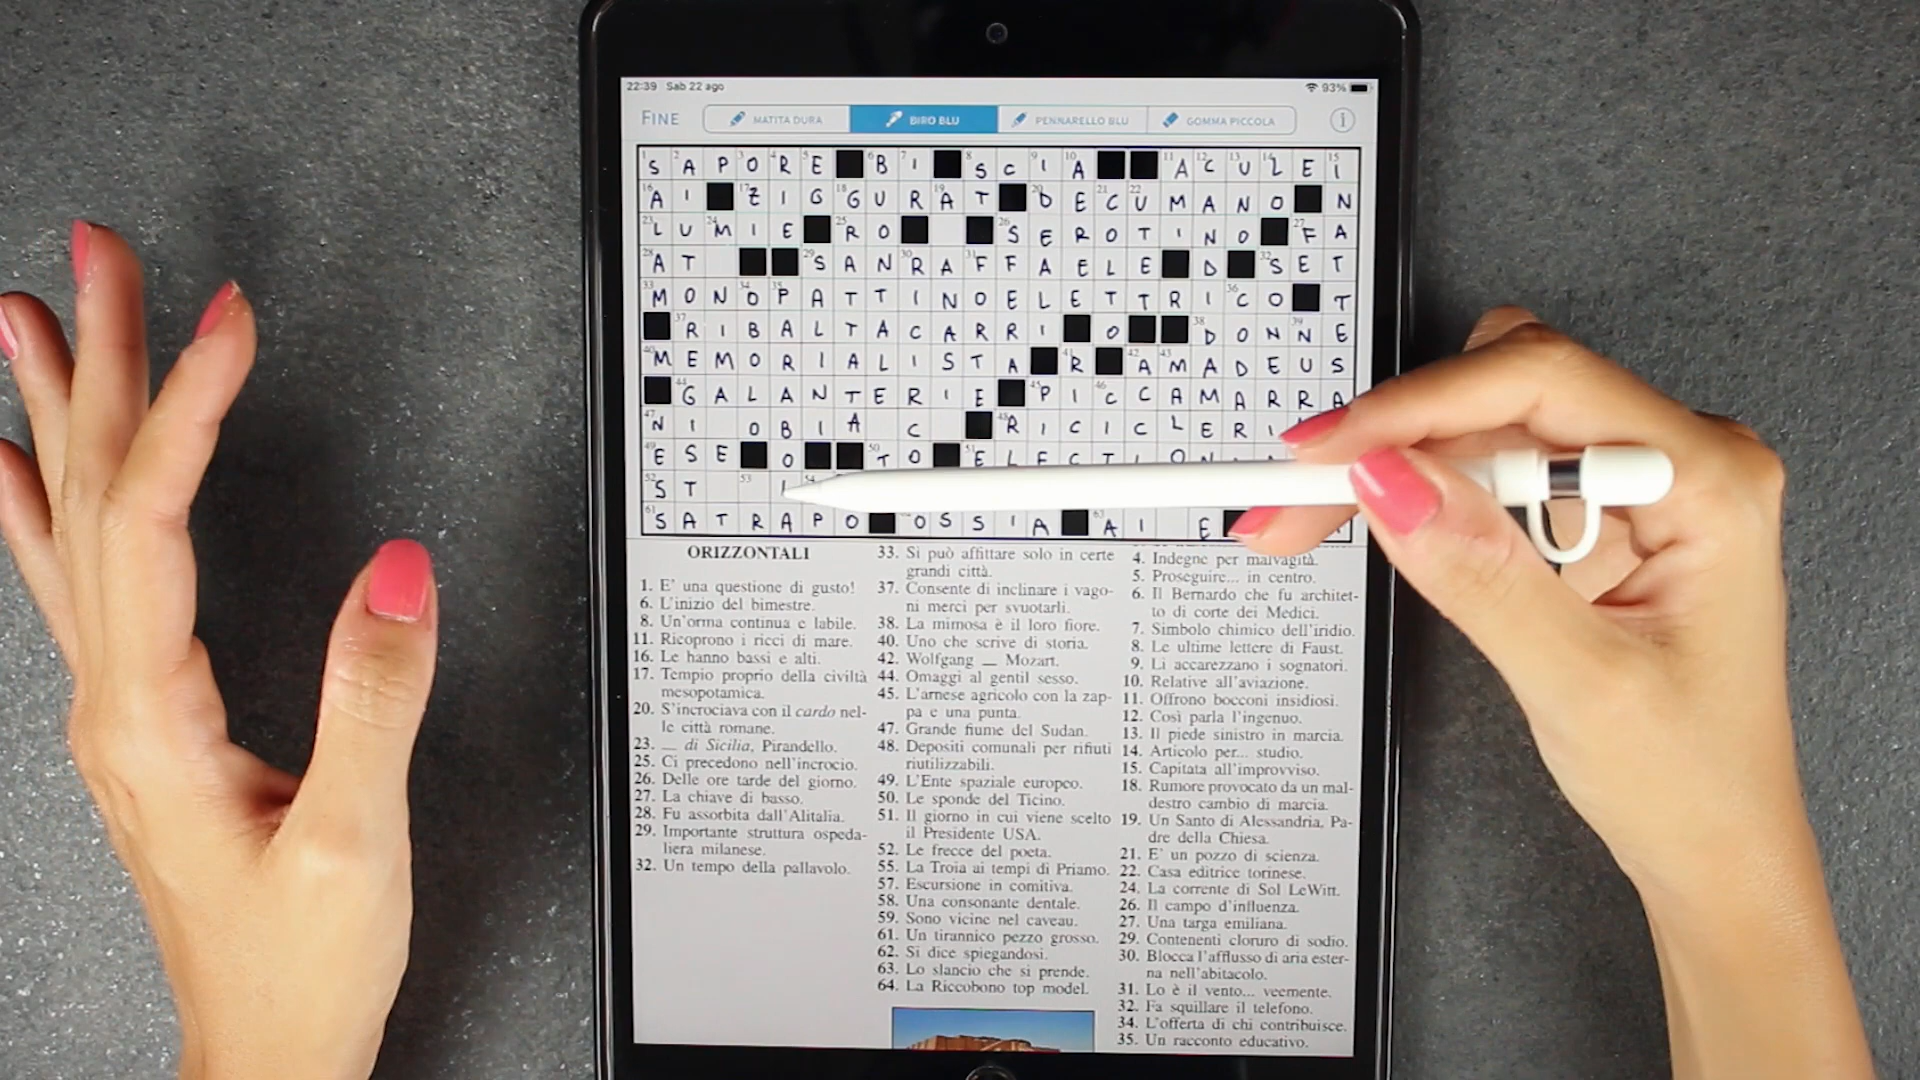 22:39 Sab 22 ago
93%
FINE
MATITA DURA
BIRO BLU
PENNARELLO BLU
GOMMA PICCOLA
i
S A P O R E B I S C I A A C U L E I
A I Z I G G U R A T D E C U M A N O N
L U M I E R O S E R O T I N O F A
A T S A N R A F F A E L E D S E T
M O N O P A T T I N O E L E T T R I C O T
R I B A L T A C A R R I O D O N N E
M E M O R I A L I S T A R A M A D E U S
G A L A N T E R I E P I C C A M A R R A
N I O B I A C R I C I C L E R I
E S E O T O E L E C T I O N
S T
S A T R A P O O S S I A A I E
ORIZZONTALI
1. E' una questione di gusto!
6. L'inizio del bimestre.
8. Un'orma continua e labile.
11. Ricoprono i ricci di mare.
16. Le hanno bassi e alti.
17. Tempio proprio della civiltà
mesopotamica.
20. S'incrociava con il cardo nel-
le città romane.
23. __ di Sicilia, Pirandello.
25. Ci precedono nell'incrocio.
26. Delle ore tarde del giorno.
27. La chiave di basso.
28. Fu assorbita dall'Alitalia.
29. Importante struttura ospeda-
liera milanese.
32. Un tempo della pallavolo.
33. Si può affittare solo in certe
grandi città.
37. Consente di inclinare i vago-
ni merci per svuotarli.
38. La mimosa è il loro fiore.
40. Uno che scrive di storia.
42. Wolfgang __ Mozart.
44. Omaggi al gentil sesso.
45. L'arnese agricolo con la zap-
pa e una punta.
47. Grande fiume del Sudan.
48. Depositi comunali per rifiuti
riutilizzabili.
49. L'Ente spaziale europeo.
50. Le sponde del Ticino.
51. Il giorno in cui viene scelto
il Presidente USA.
52. Le frecce del poeta.
55. La Troia ai tempi di Priamo.
57. Escursione in comitiva.
58. Una consonante dentale.
59. Sono vicine nel caveau.
61. Un tirannico pezzo grosso.
62. Si dice spiegandosi.
63. Lo slancio che si prende.
64. La Riccobono top model.
4. Indegne per malvagità.
5. Proseguire... in centro.
6. Il Bernardo che fu architet-
to di corte dei Medici.
7. Simbolo chimico dell'iridio.
8. Le ultime lettere di Faust.
9. Li accarezzano i sognatori.
10. Relative all'aviazione.
11. Offrono bocconi insidiosi.
12. Così parla l'ingenuo.
13. Il piede sinistro in marcia.
14. Articolo per... studio.
15. Capitata all'improvviso.
18. Rumore provocato da un mal-
destro cambio di marcia.
19. Un Santo di Alessandria, Pa-
dre della Chiesa.
21. E' un pozzo di scienza.
22. Casa editrice torinese.
24. La corrente di Sol LeWitt.
26. Il campo d'influenza.
27. Una targa emiliana.
29. Contenenti cloruro di sodio.
30. Blocca l'afflusso di aria ester-
na nell'abitacolo.
31. Lo è il vento... veemente.
32. Fa squillare il telefono.
34. L'offerta di chi contribuisce.
35. Un racconto educativo.